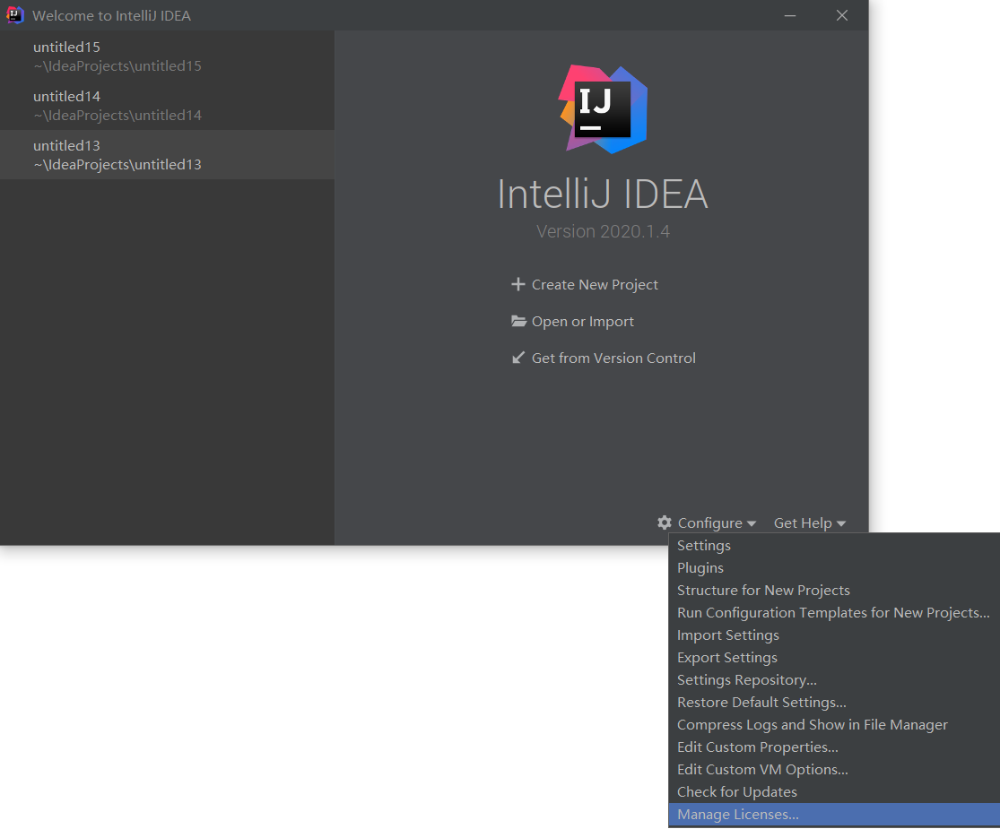 Welcome to IntelliJ IDEA
untitled15
~\IdeaProjects\untitled15
untitled14
~\IdeaProjects\untitled14
untitled13
~\IdeaProjects\untitled13
IJ
IntelliJ IDEA
Version 2020.1.4
Create New Project
Open or Import
Get from Version Control
Configure
Get Help
Settings
Plugins
Structure for New Projects
Run Configuration Templates for New Projects...
Import Settings
Export Settings
Settings Repository...
Restore Default Settings...
Compress Logs and Show in File Manager
Edit Custom Properties...
Edit Custom VM Options...
Check for Updates
Manage Licenses...